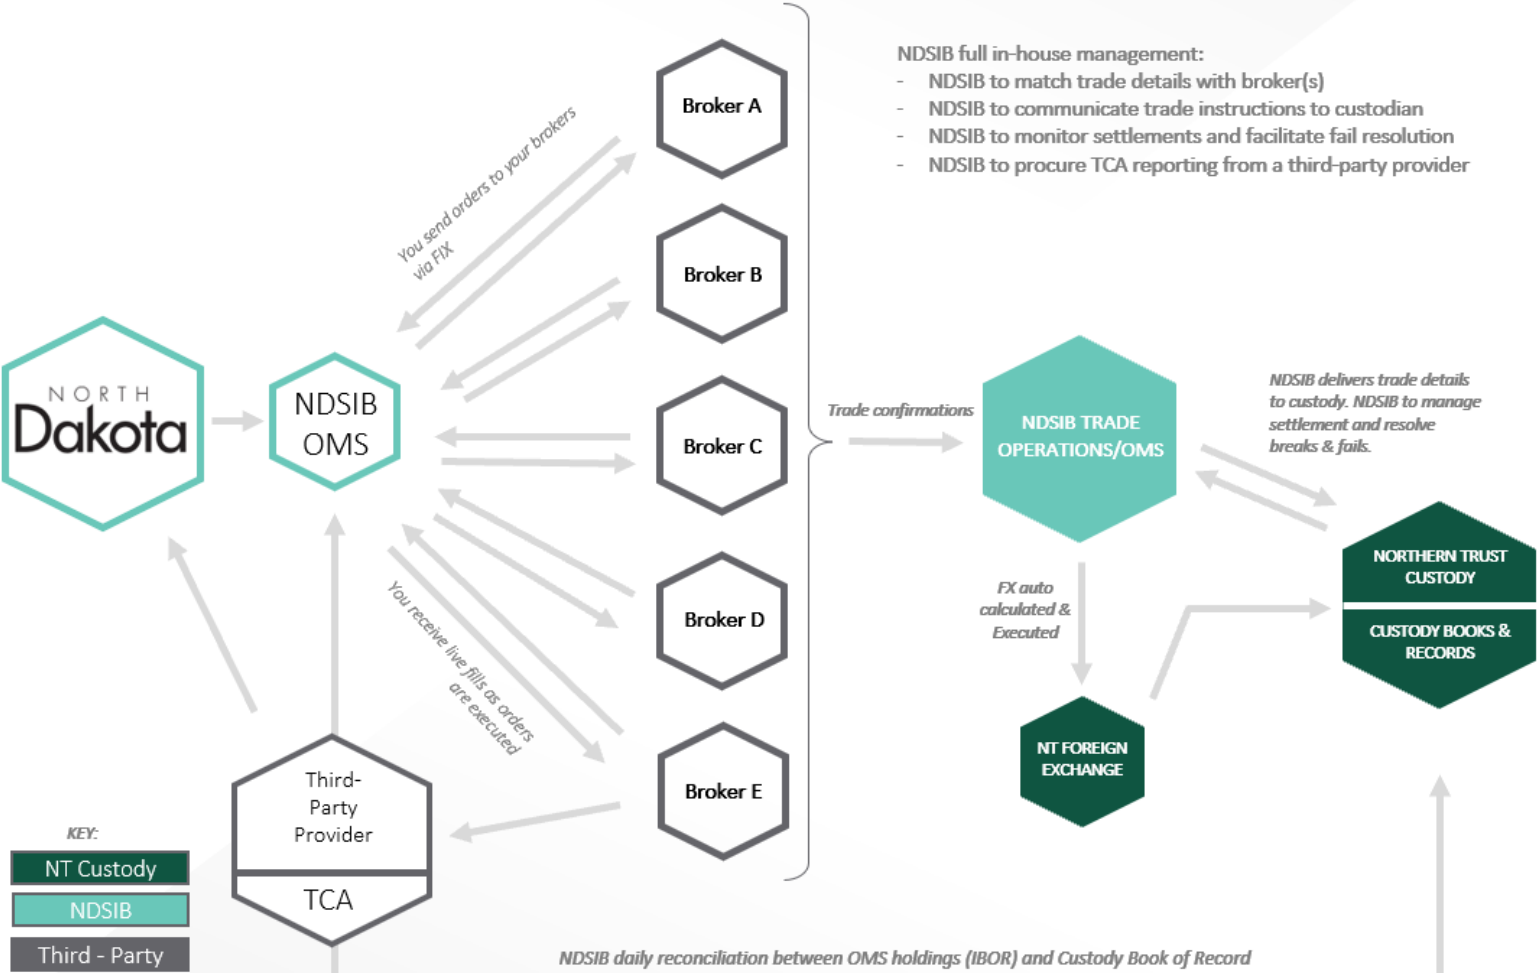 NDSIB full in-house management:
- NDSIB to match trade details with broker(s)
- NDSIB to communicate trade instructions to custodian
- NDSIB to monitor settlements and facilitate fail resolution
- NDSIB to procure TCA reporting from a third-party provider
Broker A
You send orders to your brokers
via FIX
Broker B
NORTH
Dakota
NDSIB
OMS
Broker C
Trade confirmations
NDSIB TRADE
OPERATIONS/OMS
NDSIB delivers trade details
to custody. NDSIB to manage
settlement and resolve
breaks & fails.
NORTHERN TRUST
CUSTODY
CUSTODY BOOKS &
RECORDS
FX auto
calculated &
Executed
Broker D
You receive live fills as orders
are executed
NT FOREIGN
EXCHANGE
Broker E
Third-
Party
Provider
TCA
KEY:
NT Custody
NDSIB
Third - Party
NDSIB daily reconciliation between OMS holdings (IBOR) and Custody Book of Record